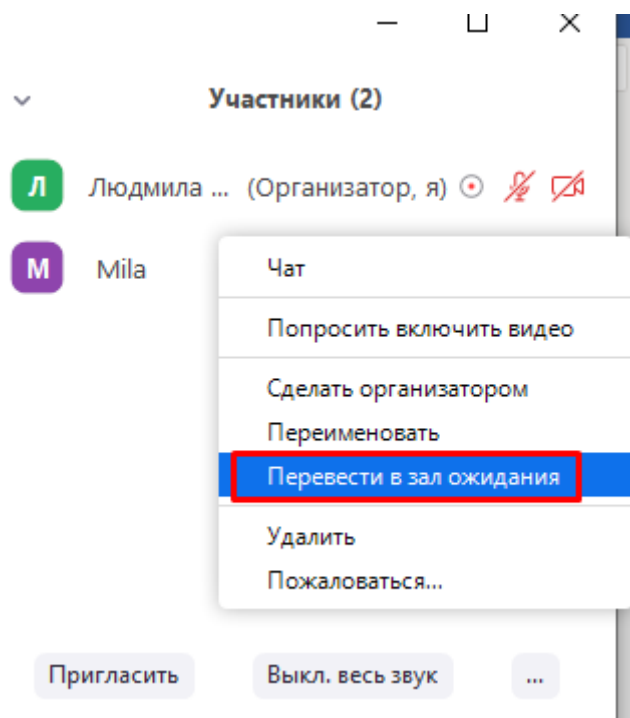 Участники (2)
Л Людмила ... (Организатор, я)
M Mila
Чат
Попросить включить видео
Сделать организатором
Переименовать
Перевести в зал ожидания
Удалить
Пожаловаться...
Пригласить Выкл. весь звук ...